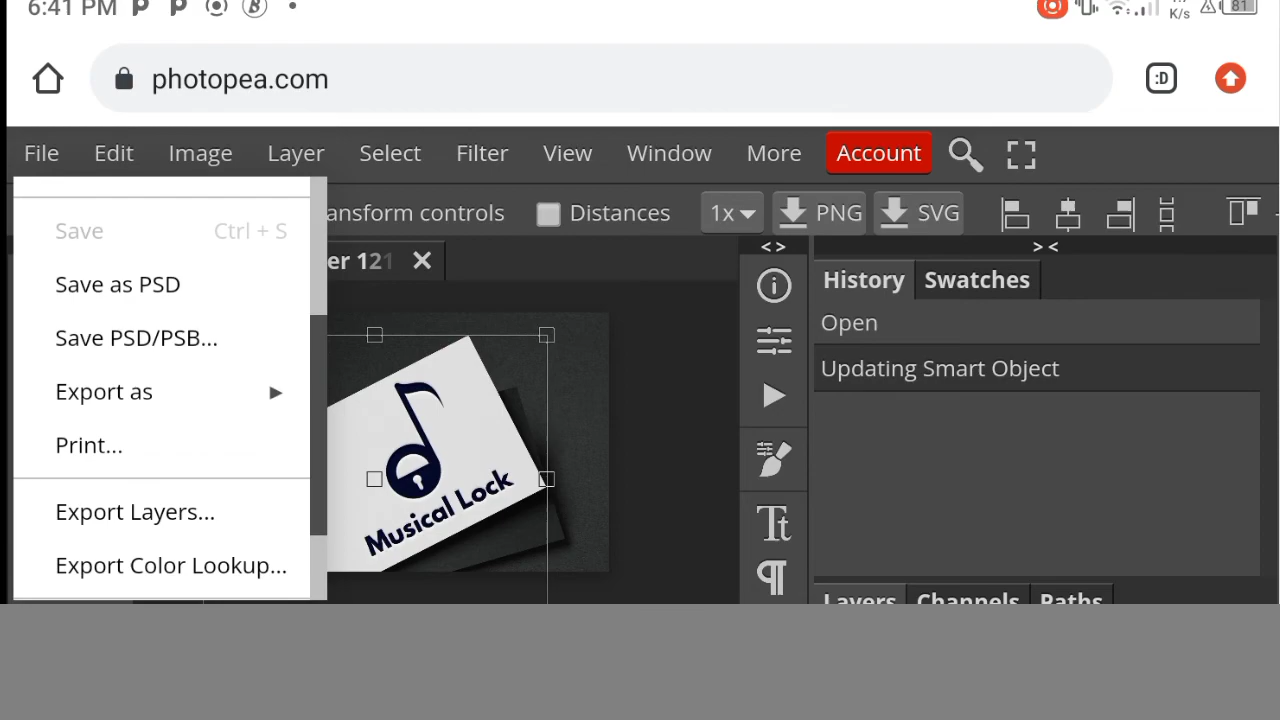 6:41 PM
K/s
81
photopea.com
:D
File Edit Image Layer Select Filter View Window More Account
ansform controls Distances 1x PNG SVG
Save Ctrl + S
Save as PSD
Save PSD/PSB...
Export as
Print...
Export Layers...
Export Color Lookup...
er 121
Musical Lock
< >
> <
History Swatches
Open
Updating Smart Object
Layers Channels Paths